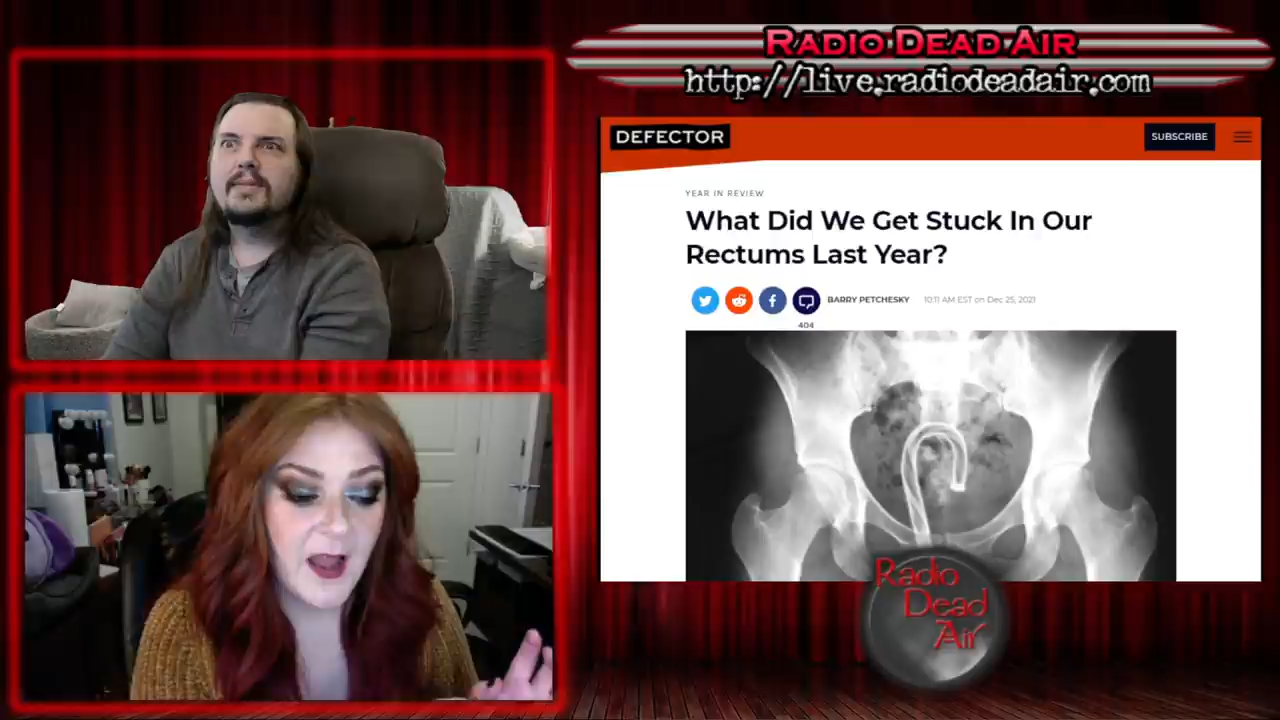 Radio Dead Air
http://live.radiodeadair.com
DEFECTOR
SUBSCRIBE
YEAR IN REVIEW
What Did We Get Stuck In Our
Rectums Last Year?
BARRY PETCHESKY 10:11 AM EST on Dec 25, 2021
404
Radio
Dead
Air